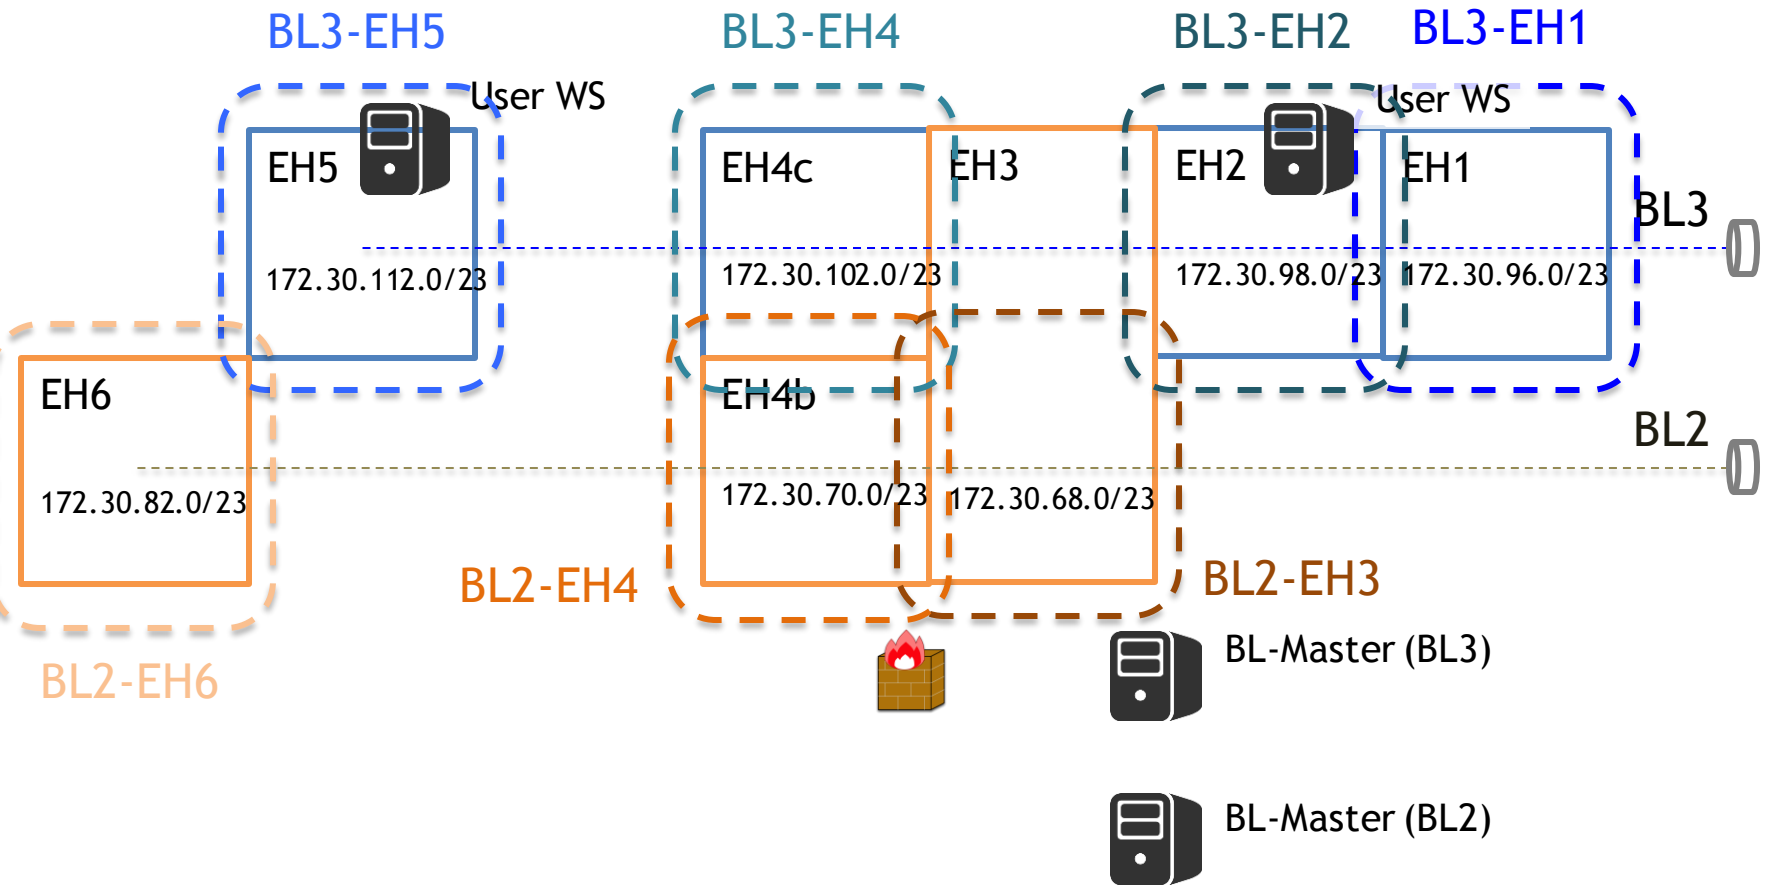 BL3-EH5
BL3-EH4
BL3-EH2
BL3-EH1
User WS
User WS
EH5
EH4c
EH3
EH2
EH1
BL3
172.30.112.0/23
172.30.102.0/23
172.30.98.0/23
172.30.96.0/23
EH6
EH4b
BL2
172.30.82.0/23
172.30.70.0/23
172.30.68.0/23
BL2-EH4
BL2-EH3
BL2-EH6
BL-Master (BL3)
BL-Master (BL2)